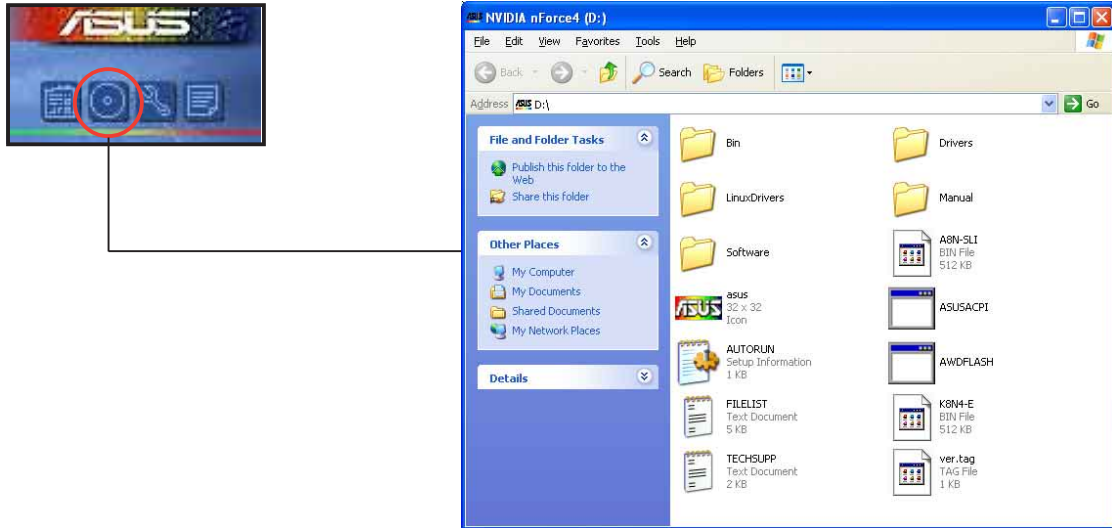 ASUS
NVIDIA nForce4 (D:)
File Edit View Favorites Tools Help
Back Search Folders
Address D:\ Go
File and Folder Tasks
Publish this folder to the
Web
Share this folder
Other Places
My Computer
My Documents
Shared Documents
My Network Places
Details
Bin
Drivers
LinuxDrivers
Manual
Software
A8N-SLI
BIN File
512 KB
ASUS
asus
32 x 32
Icon
ASUSACPI
AUTORUN
Setup Information
1 KB
AWDFLASH
FILELIST
Text Document
5 KB
K8N4-E
BIN File
512 KB
TECHSUPP
Text Document
2 KB
ver.tag
TAG File
1 KB